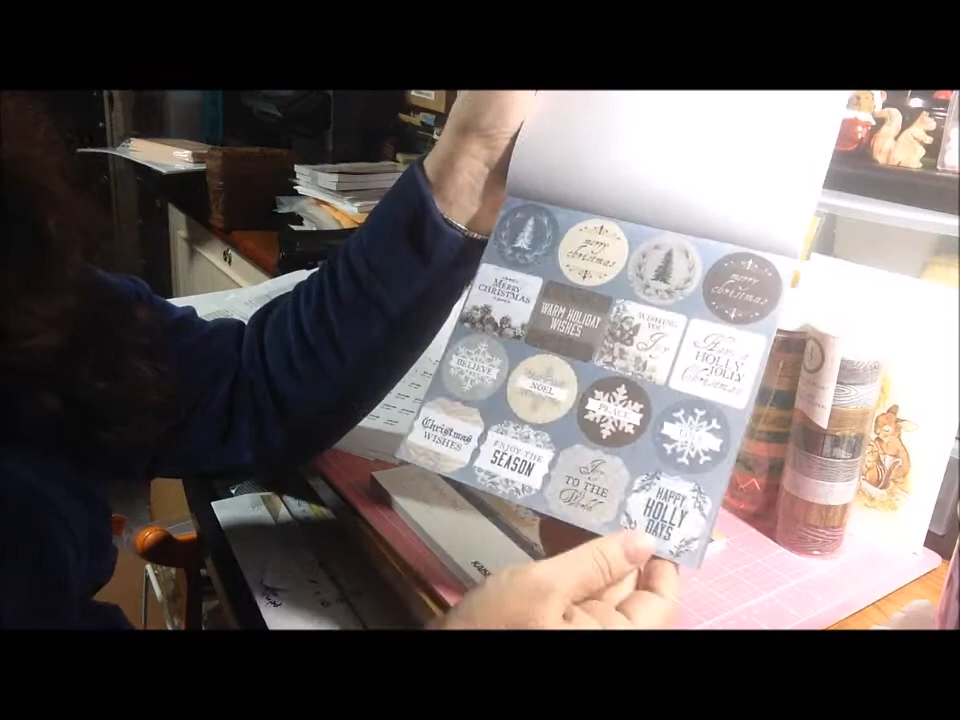 merry
christmas
merry
christmas
MERRY
CHRISTMAS
WARM HOLIDAY
WISHES
WISHING
YOU
Joy
Have a
HOLLY
JOLLY
Christmas
BELIEVE
NOEL
PEACE
Christmas
WISHES
ENJOY THE
SEASON
Joy
TO THE
World
HAPPY
HOLLY
DAYS